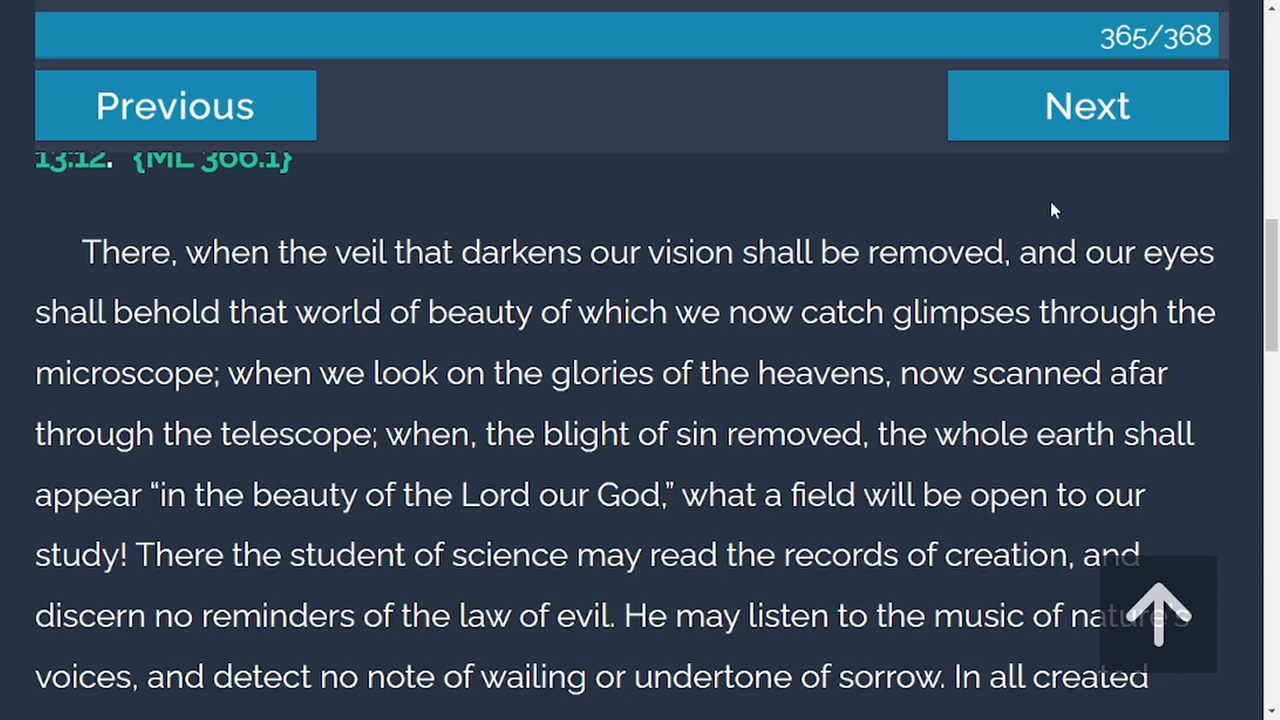 365/368
Previous
Next
13:12. {ML 366.1}
There, when the veil that darkens our vision shall be removed, and our eyes
shall behold that world of beauty of which we now catch glimpses through the
microscope; when we look on the glories of the heavens, now scanned afar
through the telescope; when, the blight of sin removed, the whole earth shall
appear “in the beauty of the Lord our God,” what a field will be open to our
study! There the student of science may read the records of creation, and
discern no reminders of the law of evil. He may listen to the music of nature’s
voices, and detect no note of wailing or undertone of sorrow. In all created